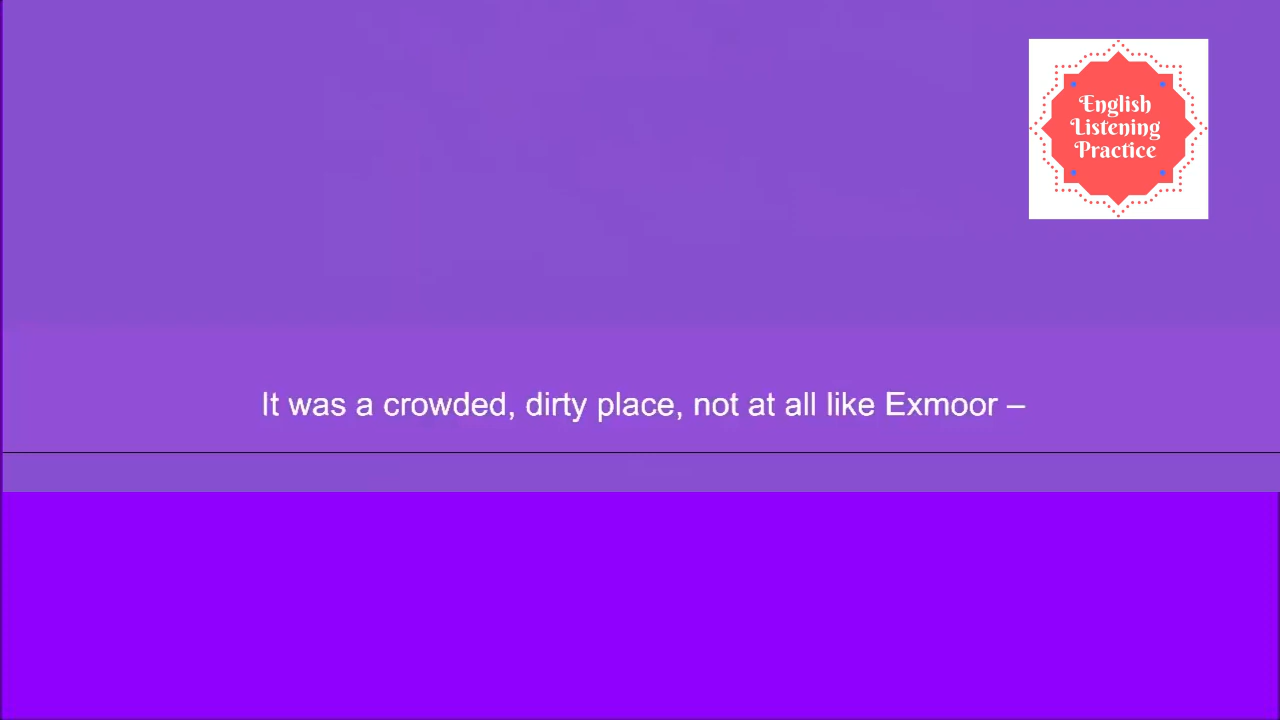 English
Listening
Practice
It was a crowded, dirty place, not at all like Exmoor –